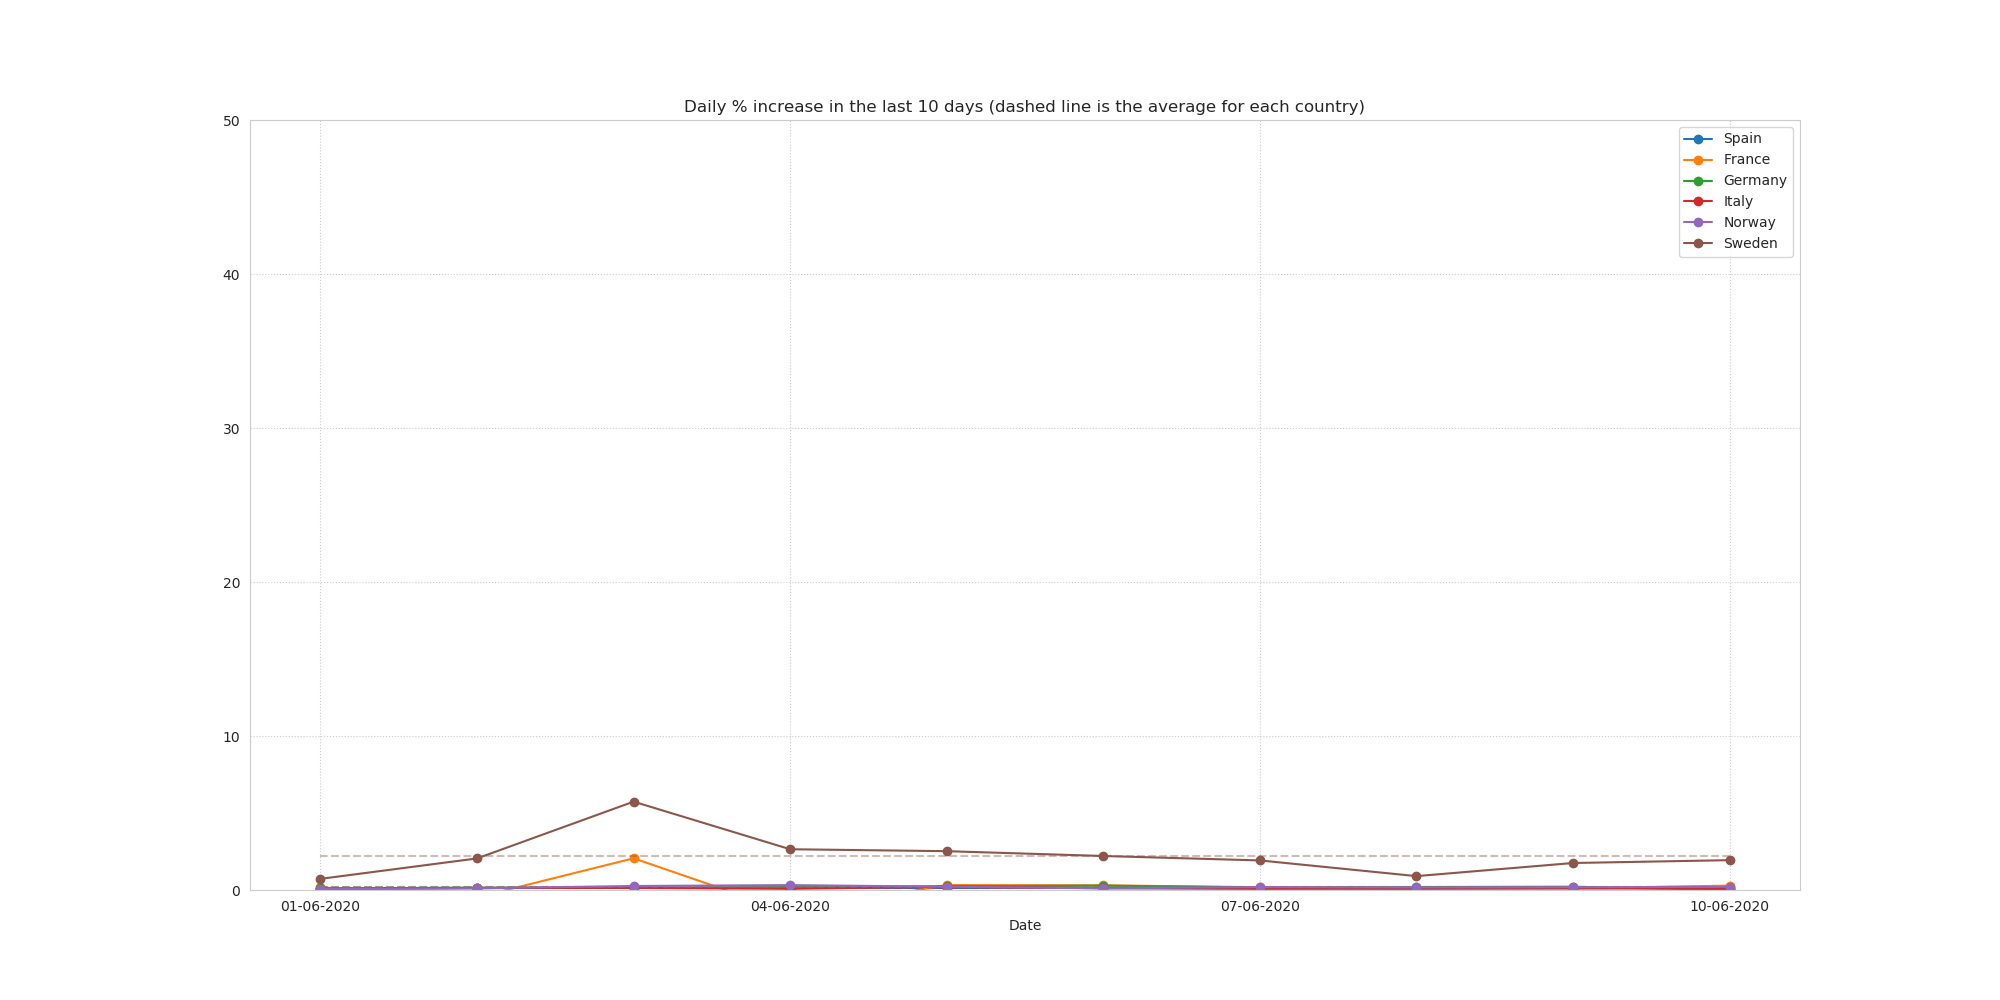 Daily % increase in the last 10 days (dashed line is the average for each country)
50
40
30
20
10
0
Spain
France
Germany
Italy
Norway
Sweden
01-06-2020 04-06-2020 07-06-2020 10-06-2020
Date